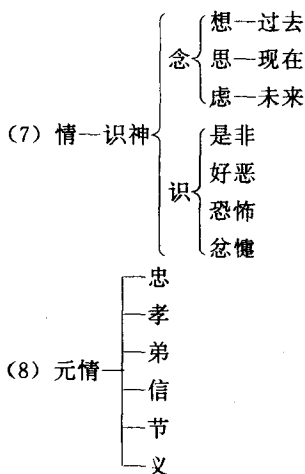 想—过去
念 思—现在
虑—未来
(7) 情—识神
是非
好恶
识 恐怖
忿懥
忠
孝
弟
(8) 元情
信
节
义